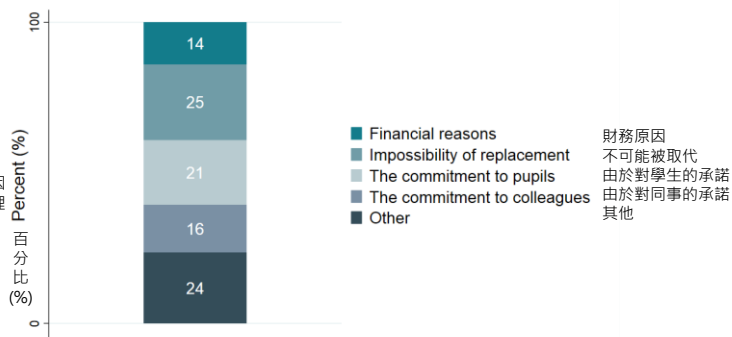 100
14
25
21
16
24
0
Percent (%)
因
理
百
分
比
(%)
Financial reasons 財務原因
Impossibility of replacement 不可能被取代
The commitment to pupils 由於對學生的承諾
The commitment to colleagues 由於對同事的承諾
Other 其他